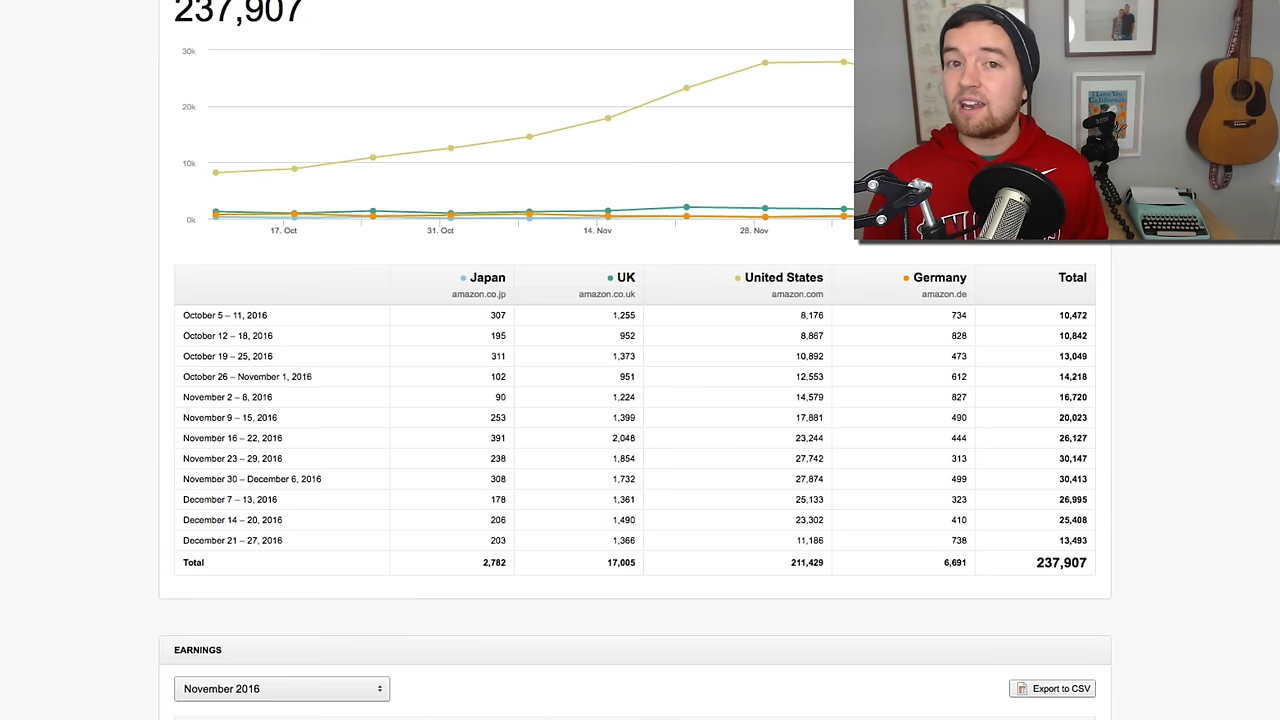 237,907
30k
20k
10k
0k
17. Oct 31. Oct 14. Nov 28. Nov
I Love You
California
RODE
Japan UK United States Germany Total
amazon.co.jp amazon.co.uk amazon.com amazon.de
October 5 – 11, 2016 307 1,255 8,176 734 10,472
October 12 – 18, 2016 195 952 8,867 828 10,842
October 19 – 25, 2016 311 1,373 10,892 473 13,049
October 26 – November 1, 2016 102 951 12,553 612 14,218
November 2 – 8, 2016 90 1,224 14,579 827 16,720
November 9 – 15, 2016 253 1,399 17,881 490 20,023
November 16 – 22, 2016 391 2,048 23,244 444 26,127
November 23 – 29, 2016 238 1,854 27,742 313 30,147
November 30 – December 6, 2016 308 1,732 27,874 499 30,413
December 7 – 13, 2016 178 1,361 25,133 323 26,995
December 14 – 20, 2016 206 1,490 23,302 410 25,408
December 21 – 27, 2016 203 1,366 11,186 738 13,493
Total 2,782 17,005 211,429 6,691 237,907
EARNINGS
November 2016 Export to CSV